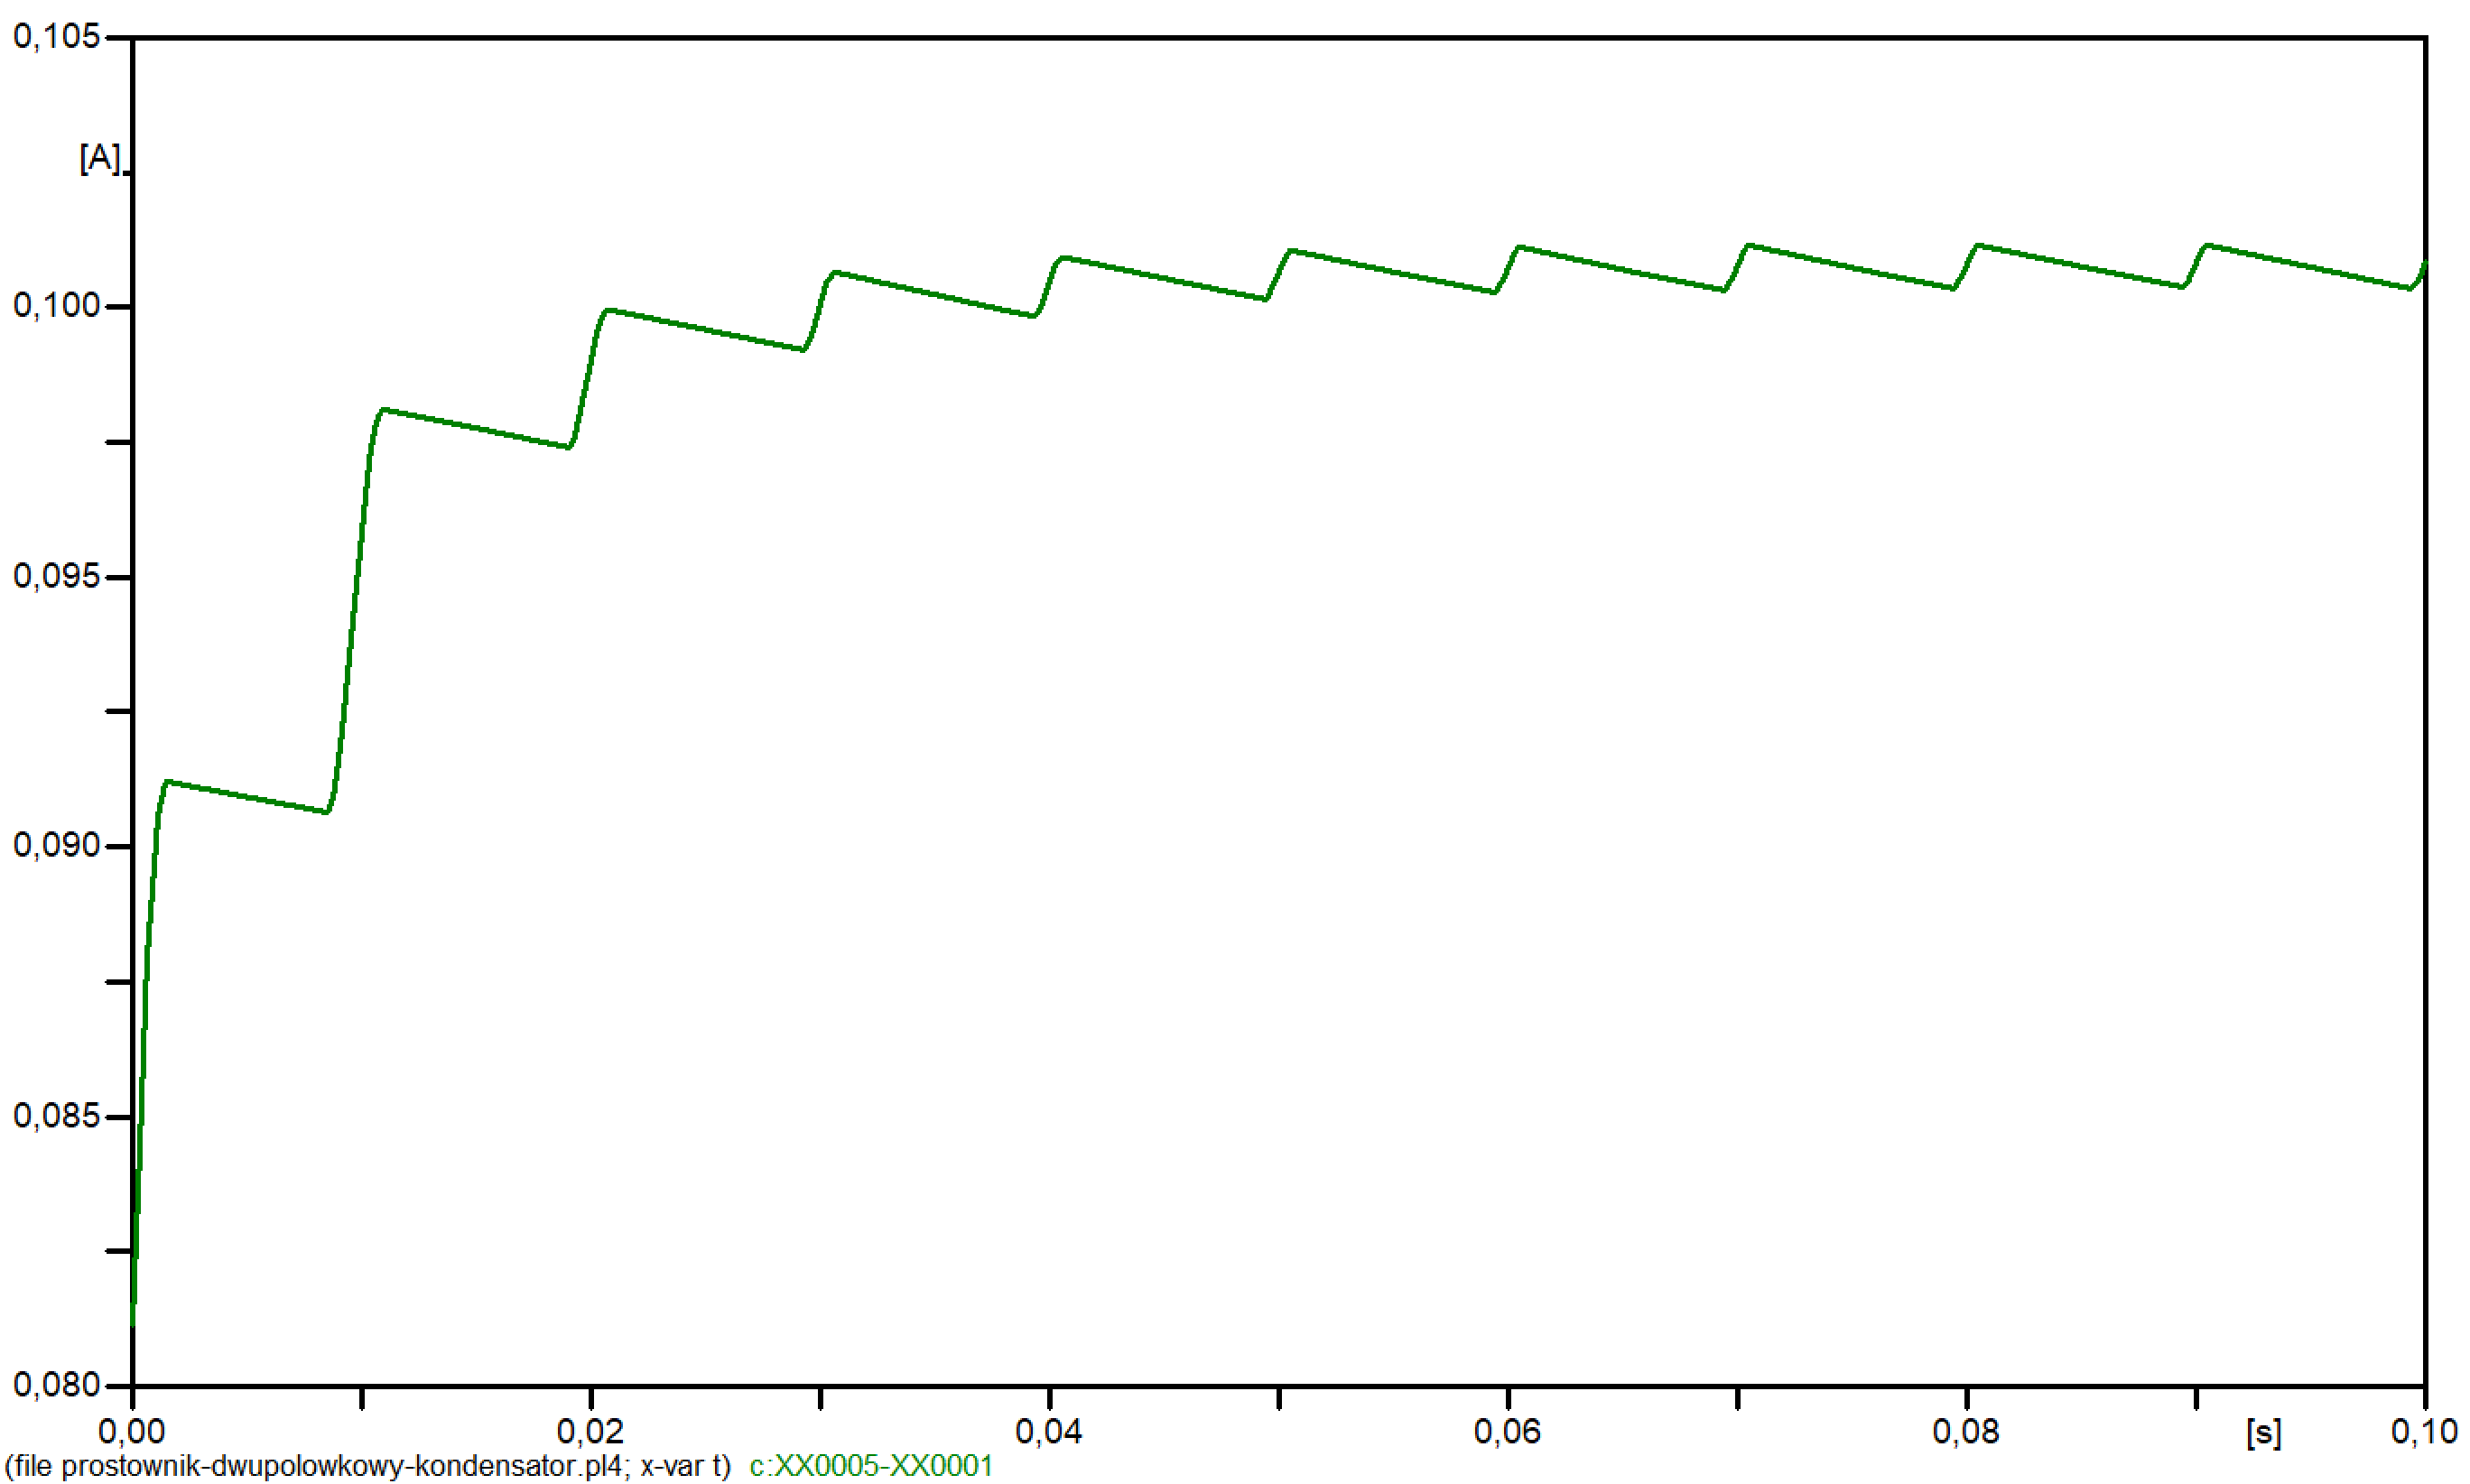 0,105
[A]
0,100
0,095
0,090
0,085
0,080
0,00 0,02 0,04 0,06 0,08 [s] 0,10
(file prostownik-dwupolowkowy-kondensator.pl4; x-var t) c:XX0005-XX0001